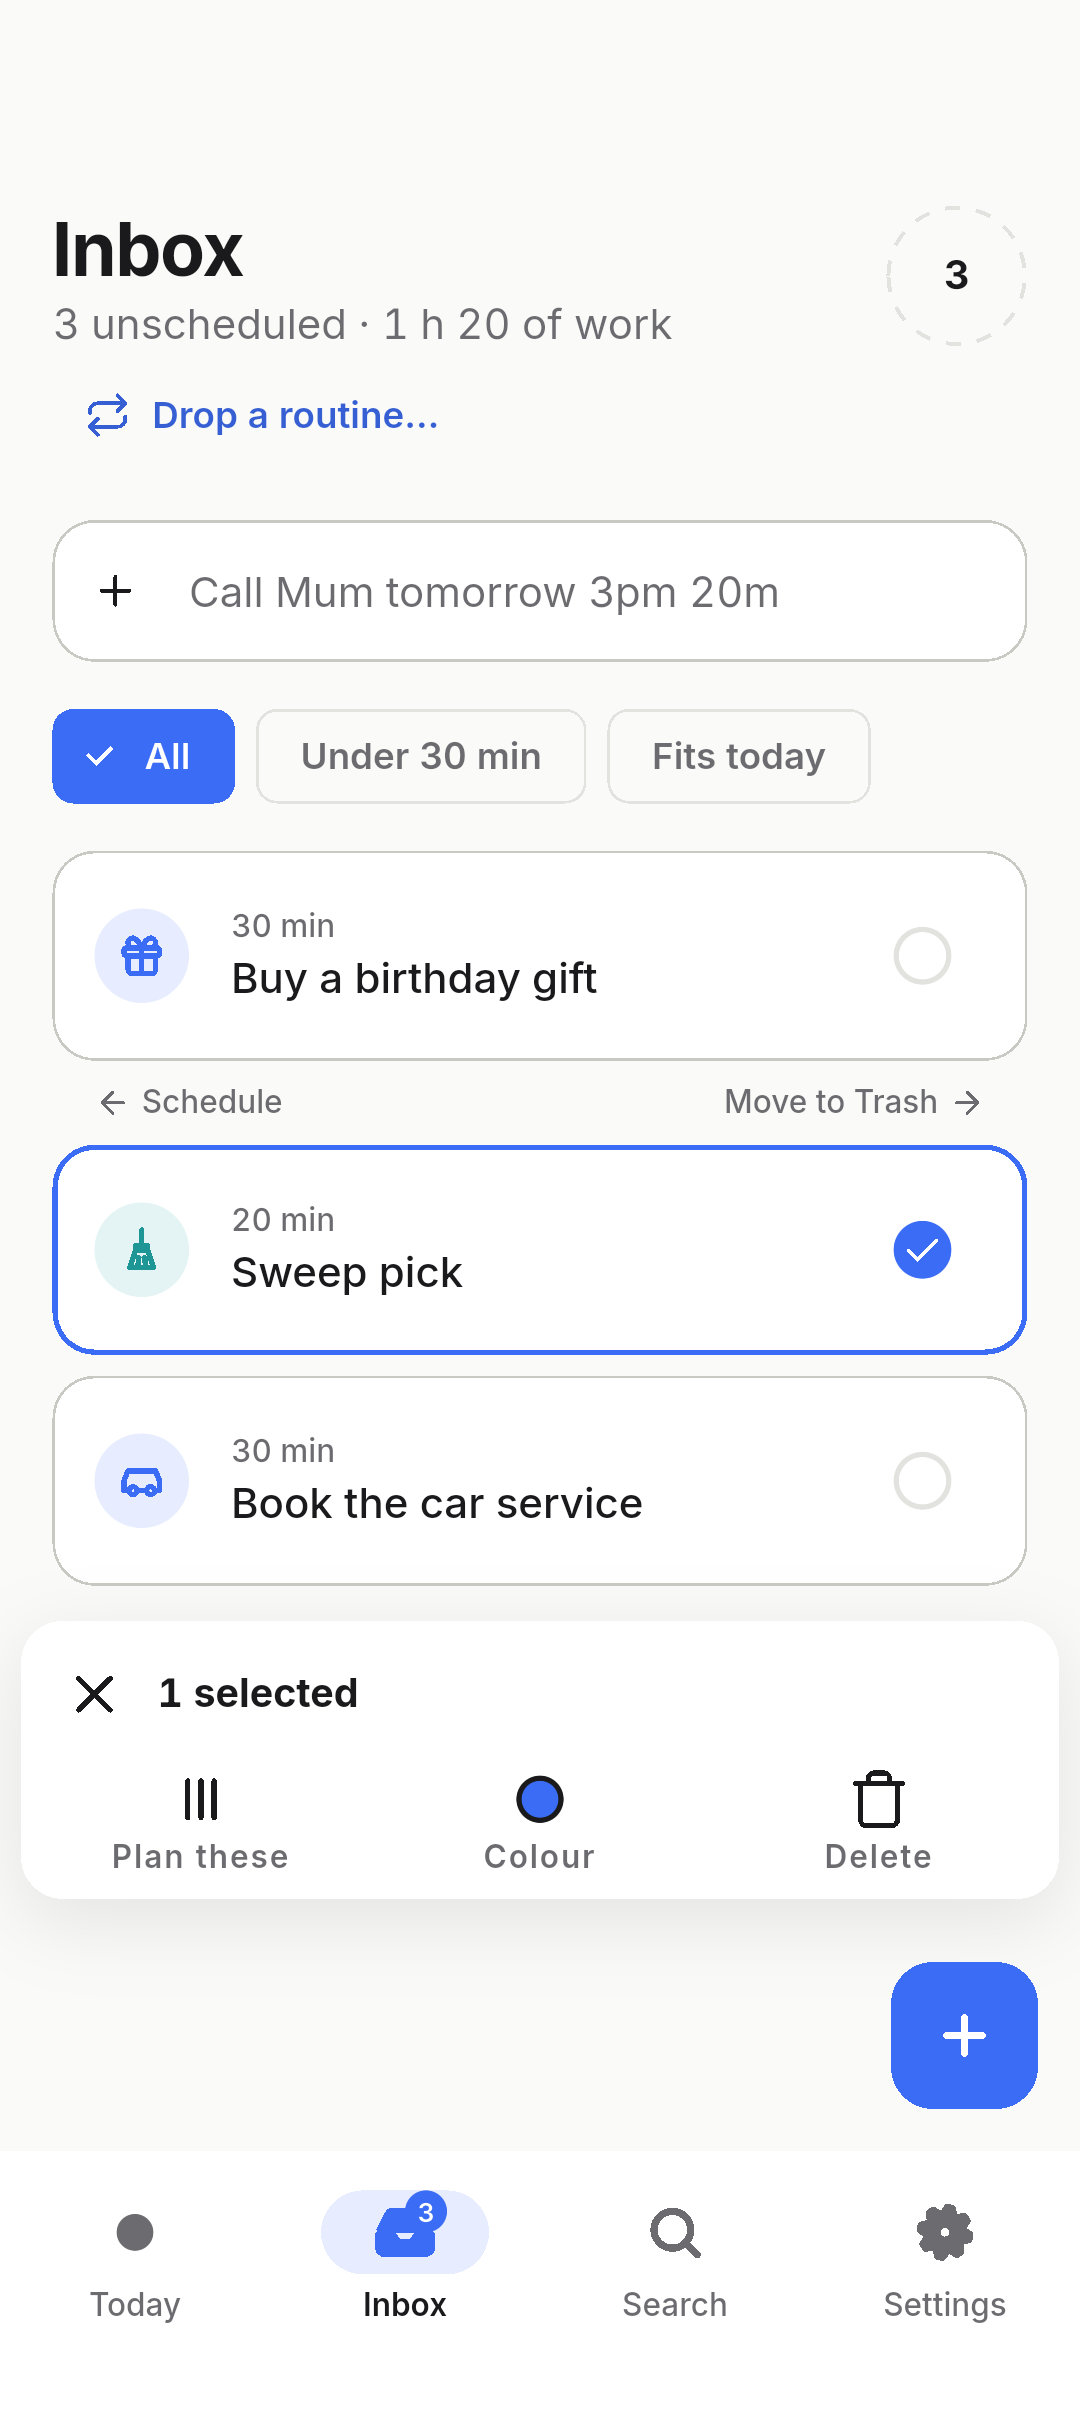 Inbox
3
3 unscheduled · 1 h 20 of work
Drop a routine...
Call Mum tomorrow 3pm 20m
All
Under 30 min
Fits today
30 min
Buy a birthday gift
← Schedule
Move to Trash →
20 min
Sweep pick
30 min
Book the car service
1 selected
Plan these
Colour
Delete
3
Today
Inbox
Search
Settings